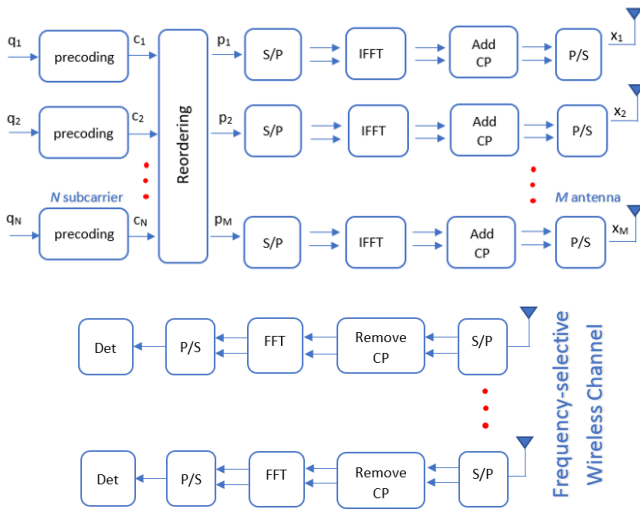 q1 precoding c1 Reordering p1 S/P IFFT Add CP P/S x1
q2 precoding c2 p2 S/P IFFT Add CP P/S x2
N subcarrier M antenna
qN precoding cN pM S/P IFFT Add CP P/S xM
Det P/S FFT Remove CP S/P
Det P/S FFT Remove CP S/P
Frequency-selective
Wireless Channel